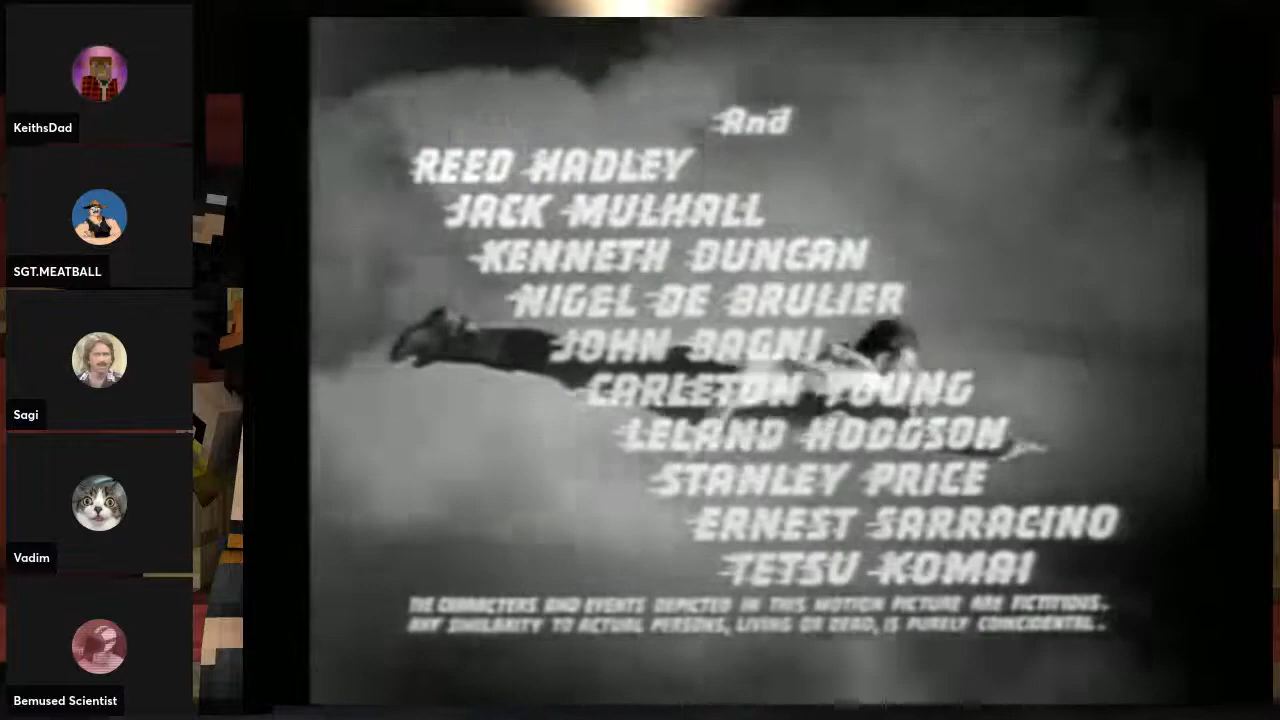 KeithsDad
SGT.MEATBALL
Sagi
Vadim
Bemused Scientist
And
REED HADLEY
JACK MULHALL
KENNETH DUNCAN
NIGEL DE BRULIER
JOHN BAGNI
CARLETON YOUNG
LELAND HODGSON
STANLEY PRICE
ERNEST SARRACINO
TETSU KOMAI
THE CHARACTERS AND EVENTS DEPICTED IN THIS MOTION PICTURE ARE FICTITIOUS.
ANY SIMILARITY TO ACTUAL PERSONS, LIVING OR DEAD, IS PURELY COINCIDENTAL.